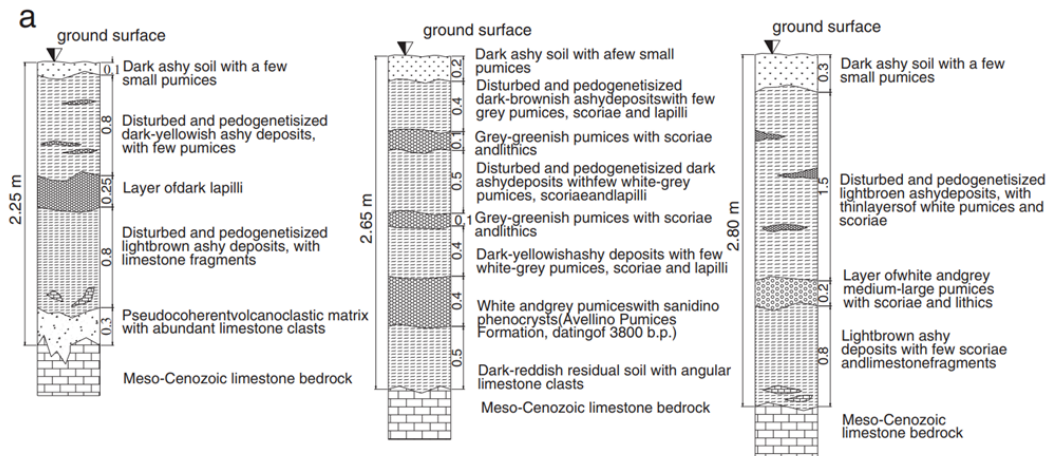 a
ground surface
2.25 m
0.1
Dark ashy soil with a few
small pumices
0.8
Disturbed and pedogenetisized
dark-yellowish ashy deposits,
with few pumices
0.25
Layer ofdark lapilli
0.8
Disturbed and pedogenetisized
lightbrown ashy deposits, with
limestone fragments
0.3
Pseudocoherentvolcanoclastic matrix
with abundant limestone clasts
Meso-Cenozoic limestone bedrock
ground surface
2.65 m
0.2
Dark ashy soil with afew small
pumices
0.4
Disturbed and pedogenetisized
dark-brownish ashydepositswith few
grey pumices, scoriae and lapilli
0.1
Grey-greenish pumices with scoriae
andlithics
0.5
Disturbed and pedogenetisized dark
ashydeposits withfew white-grey
pumices, scoriaeandlapilli
0.1
Grey-greenish pumices with scoriae
andlithics
0.4
Dark-yellowishashy deposits with few
white-grey pumices, scoriae and lapilli
0.4
White andgrey pumiceswith sanidino
phenocrysts(Avellino Pumices
Formation, datingof 3800 b.p.)
0.5
Dark-reddish residual soil with angular
limestone clasts
Meso-Cenozoic limestone bedrock
ground surface
2.80 m
0.3
Dark ashy soil with a few
small pumices
1.5
Disturbed and pedogenetisized
lightbroen ashydeposits, with
thinlayersof white pumices and
scoriae
0.2
Layer ofwhite andgrey
medium-large pumices
with scoriae and lithics
0.8
Lightbrown ashy
deposits with few scoriae
andlimestonefragments
Meso-Cenozoic
limestone bedrock